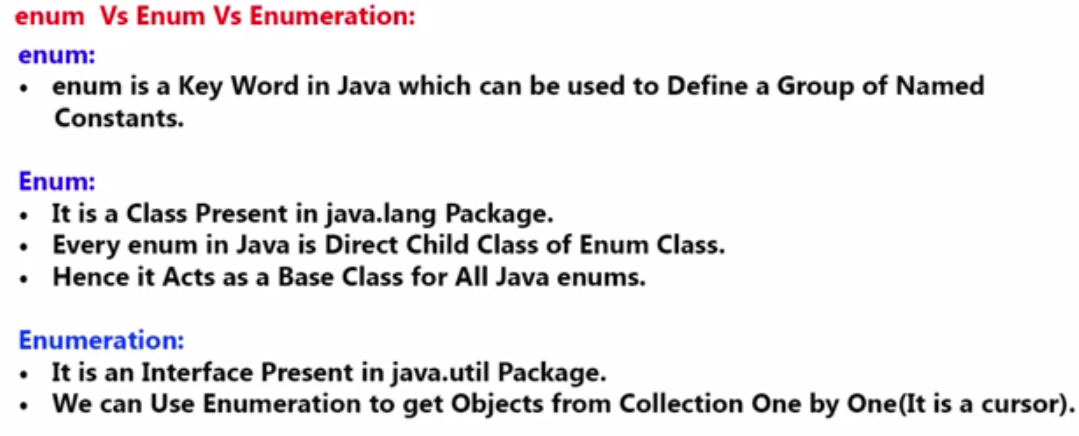 enum Vs Enum Vs Enumeration:
enum:
• enum is a Key Word in Java which can be used to Define a Group of Named
Constants.
Enum:
• It is a Class Present in java.lang Package.
• Every enum in Java is Direct Child Class of Enum Class.
• Hence it Acts as a Base Class for All Java enums.
Enumeration:
• It is an Interface Present in java.util Package.
• We can Use Enumeration to get Objects from Collection One by One(It is a cursor).